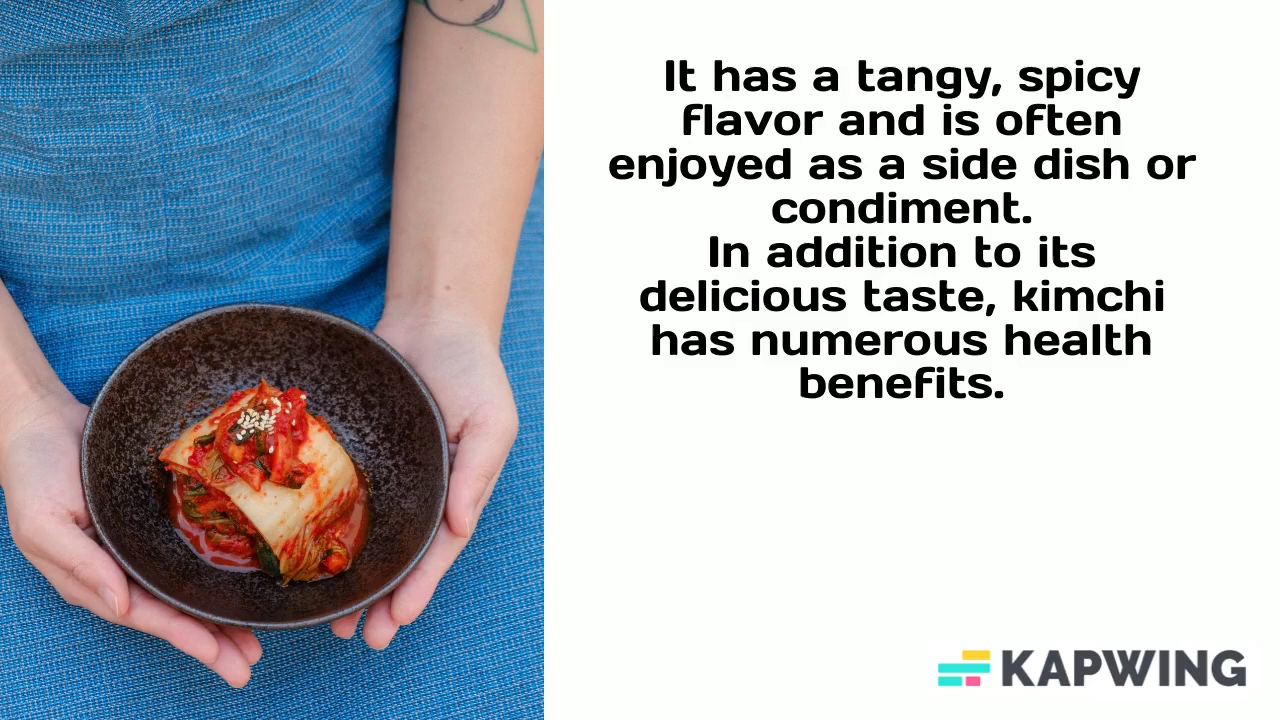 It has a tangy, spicy
flavor and is often
enjoyed as a side dish or
condiment.
In addition to its
delicious taste, kimchi
has numerous health
benefits.
KAPWING